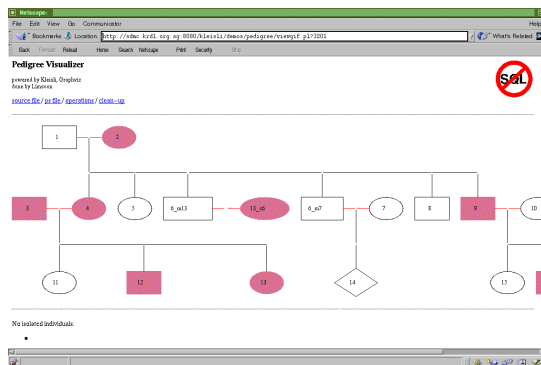 Netscape:
File Edit View Go Communicator Help
Bookmarks Location: http://sdmc.krdl.org.sg:8080/kleisli/demos/pedigree/viewgif.pl?3201 What's Related
Back Forward Reload Home Search Netscape Print Security Stop
Pedigree Visualizer
powered by Kleisli, Graphviz
done by Limsoon
SQL
source file / ps file / operations / clean-up
1 2
3 4 5 6_m13 13_s6 6_m7 7 8 9 10
11 12 13 14 15
No isolated individuals.